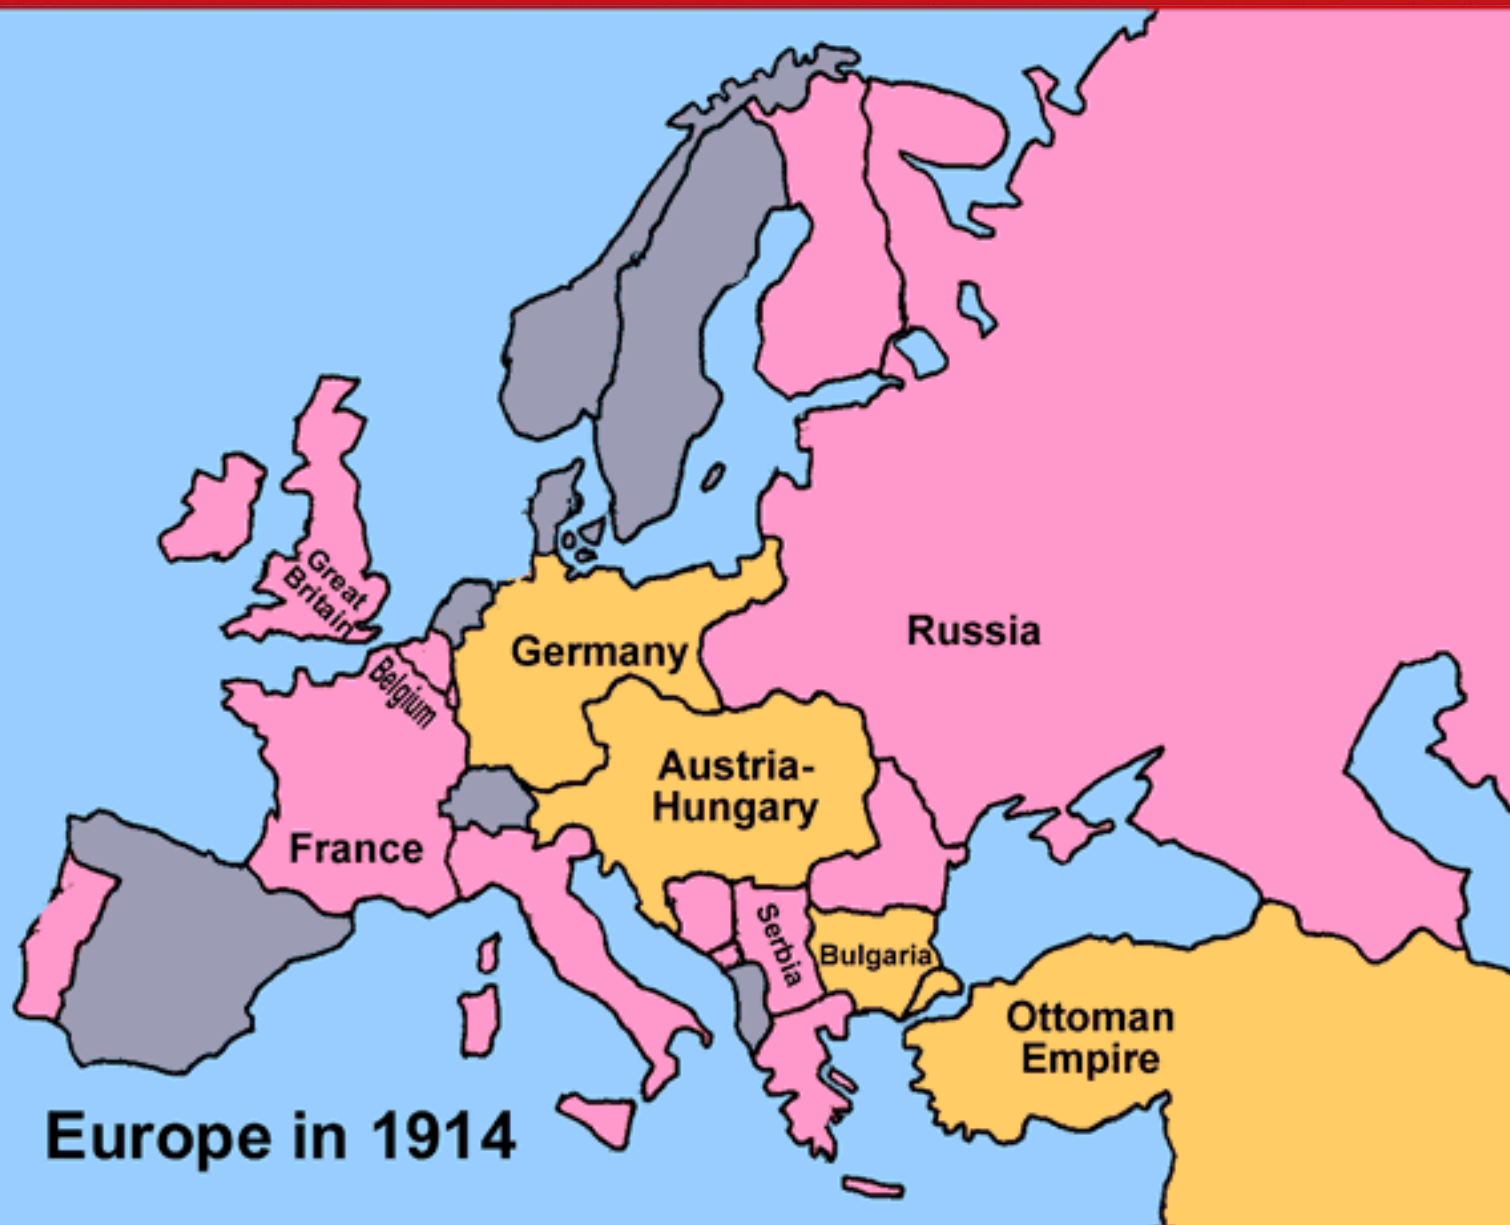 Great
Britain
Belgium
Germany
Russia
Austria-
Hungary
France
Serbia
Bulgaria
Ottoman
Empire
Europe in 1914